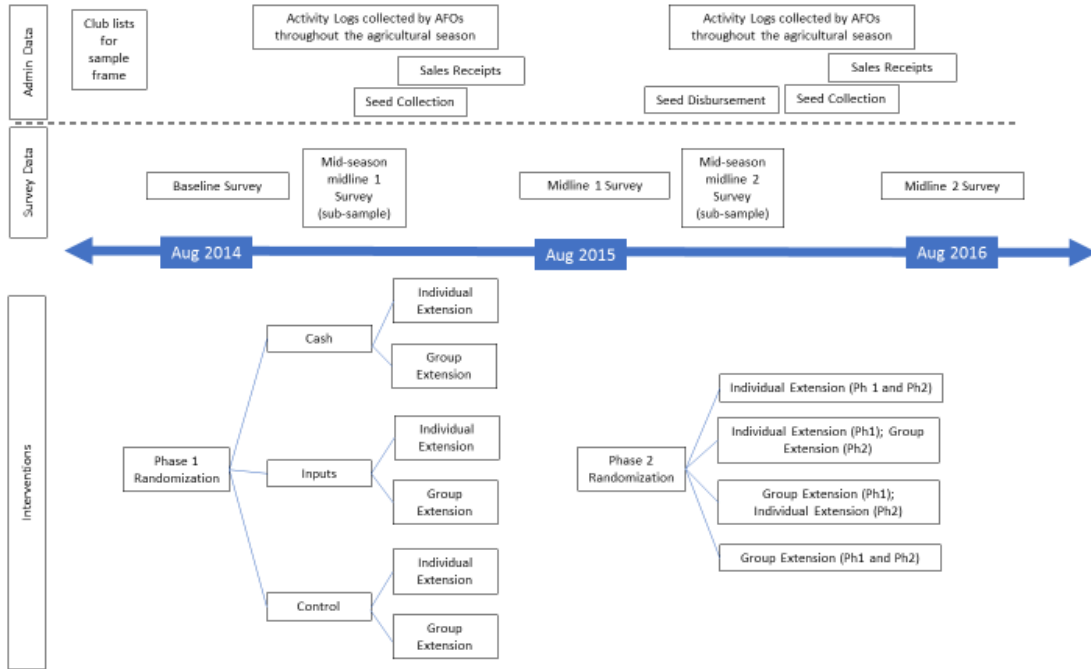 Admin Data
Club lists
for
sample
frame
Activity Logs collected by AFOs
throughout the agricultural season
Sales Receipts
Seed Collection
Activity Logs collected by AFOs
throughout the agricultural season
Sales Receipts
Seed Disbursement
Seed Collection
Survey Data
Baseline Survey
Mid-season
midline 1
Survey
(sub-sample)
Midline 1 Survey
Mid-season
midline 2
Survey
(sub-sample)
Midline 2 Survey
Aug 2014
Aug 2015
Aug 2016
Interventions
Phase 1
Randomization
Cash
Individual
Extension
Group
Extension
Inputs
Individual
Extension
Group
Extension
Control
Individual
Extension
Group
Extension
Phase 2
Randomization
Individual Extension (Ph 1 and Ph2)
Individual Extension (Ph1); Group
Extension (Ph2)
Group Extension (Ph1);
Individual Extension (Ph2)
Group Extension (Ph1 and Ph2)